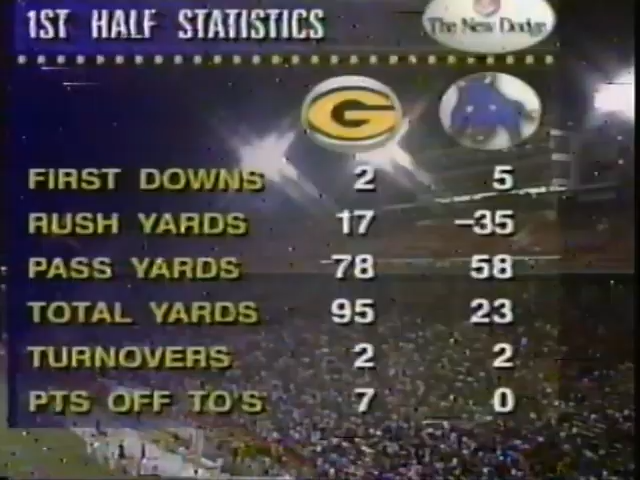 1ST HALF STATISTICS
The New Dodge
G
FIRST DOWNS 2 5
RUSH YARDS 17 -35
PASS YARDS 78 58
TOTAL YARDS 95 23
TURNOVERS 2 2
PTS OFF TO'S 7 0